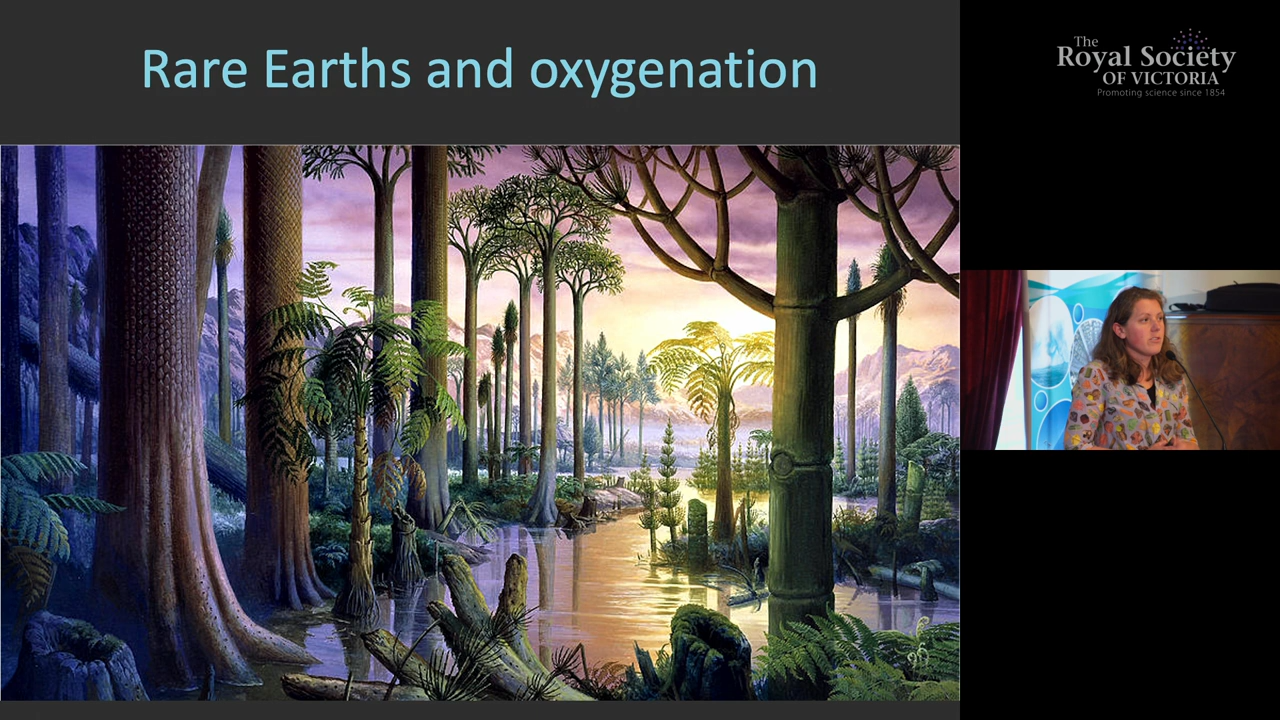 Rare Earths and oxygenation
The
Royal Society
OF VICTORIA
Promoting science since 1854